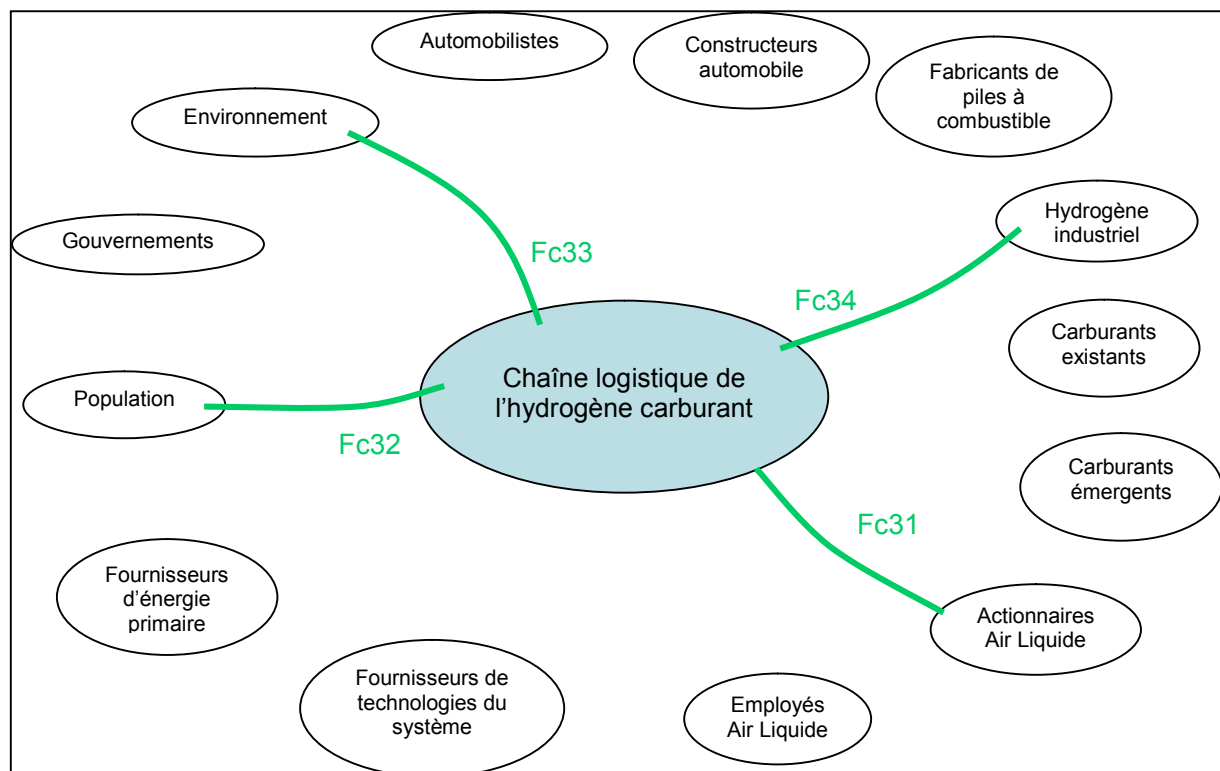 Automobilistes
Constructeurs
automobile
Fabricants de
piles à
combustible
Environnement
Hydrogène
industriel
Gouvernements
Fc33
Fc34
Carburants
existants
Chaîne logistique de
l'hydrogène carburant
Population
Fc32
Carburants
émergents
Fc31
Fournisseurs
d'énergie
primaire
Actionnaires
Air Liquide
Fournisseurs de
technologies du
système
Employés
Air Liquide